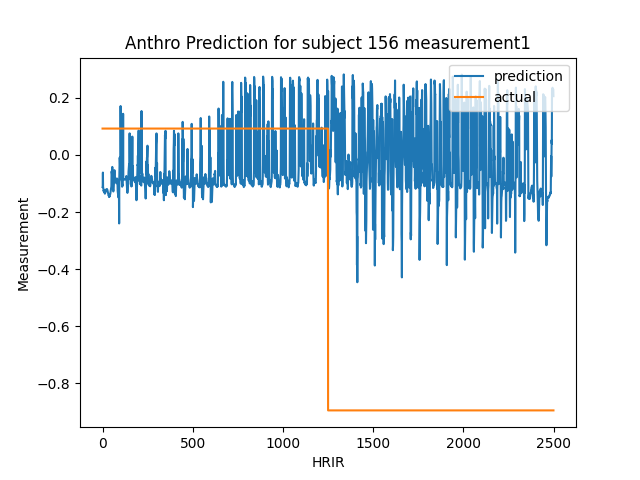 Anthro Prediction for subject 156 measurement1
prediction
actual
0.2
0.0
−0.2
−0.4
−0.6
−0.8
Measurement
0
500
1000
1500
2000
2500
HRIR